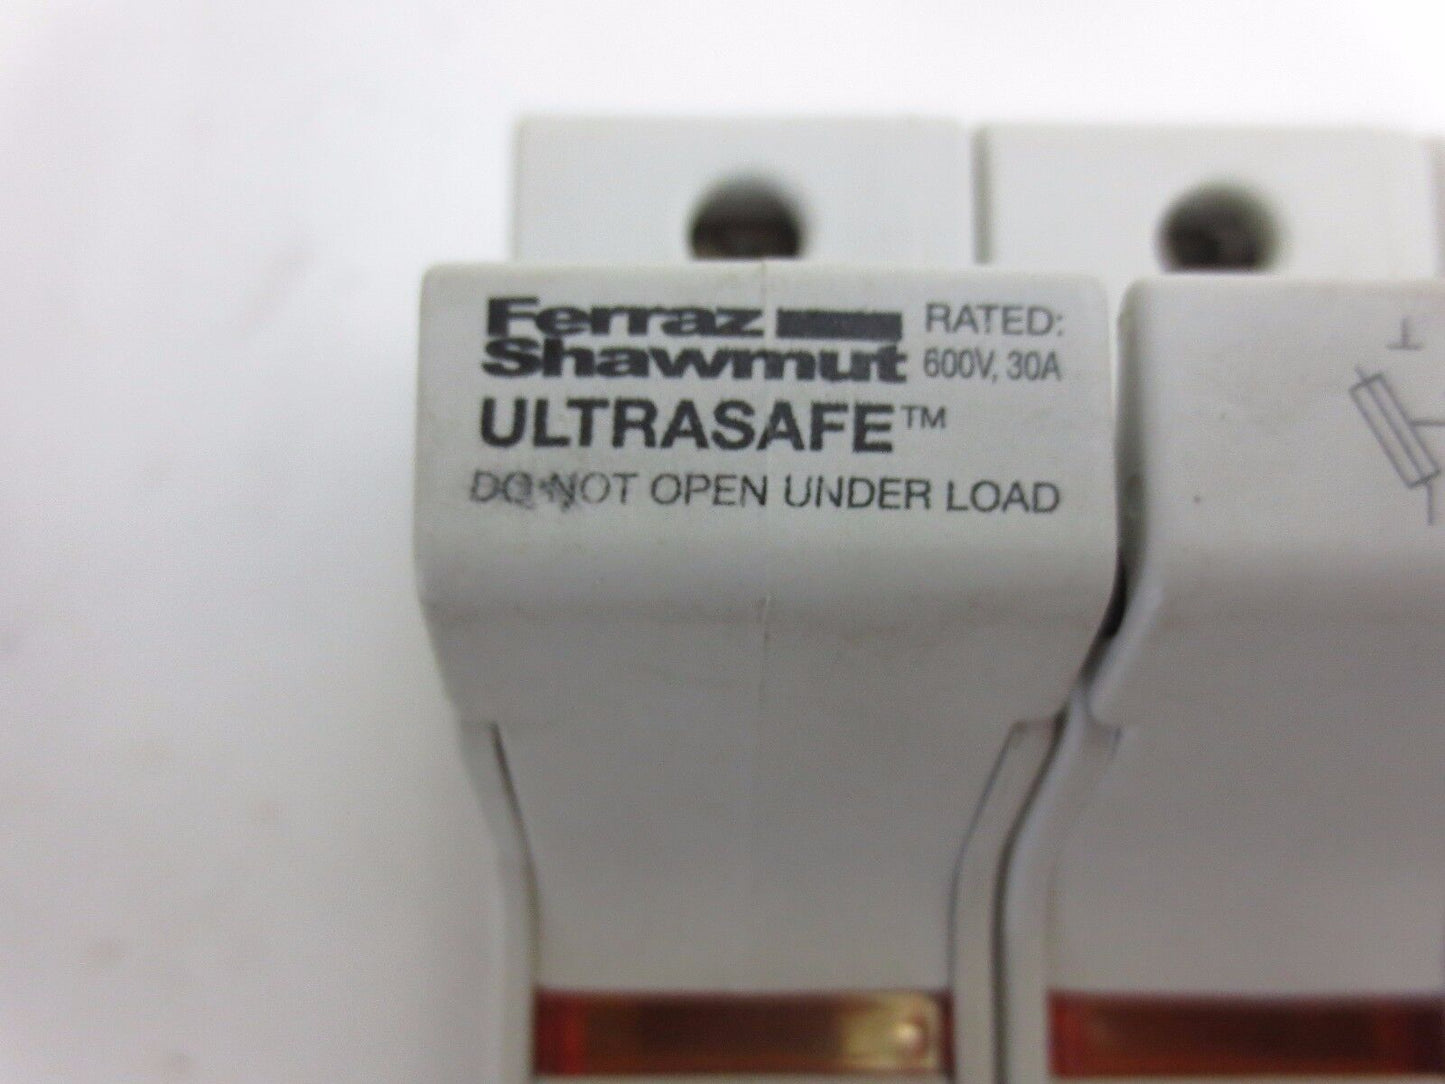 Ferraz
Shawmut
RATED:
600V, 30A
ULTRASAFE™
DO NOT OPEN UNDER LOAD